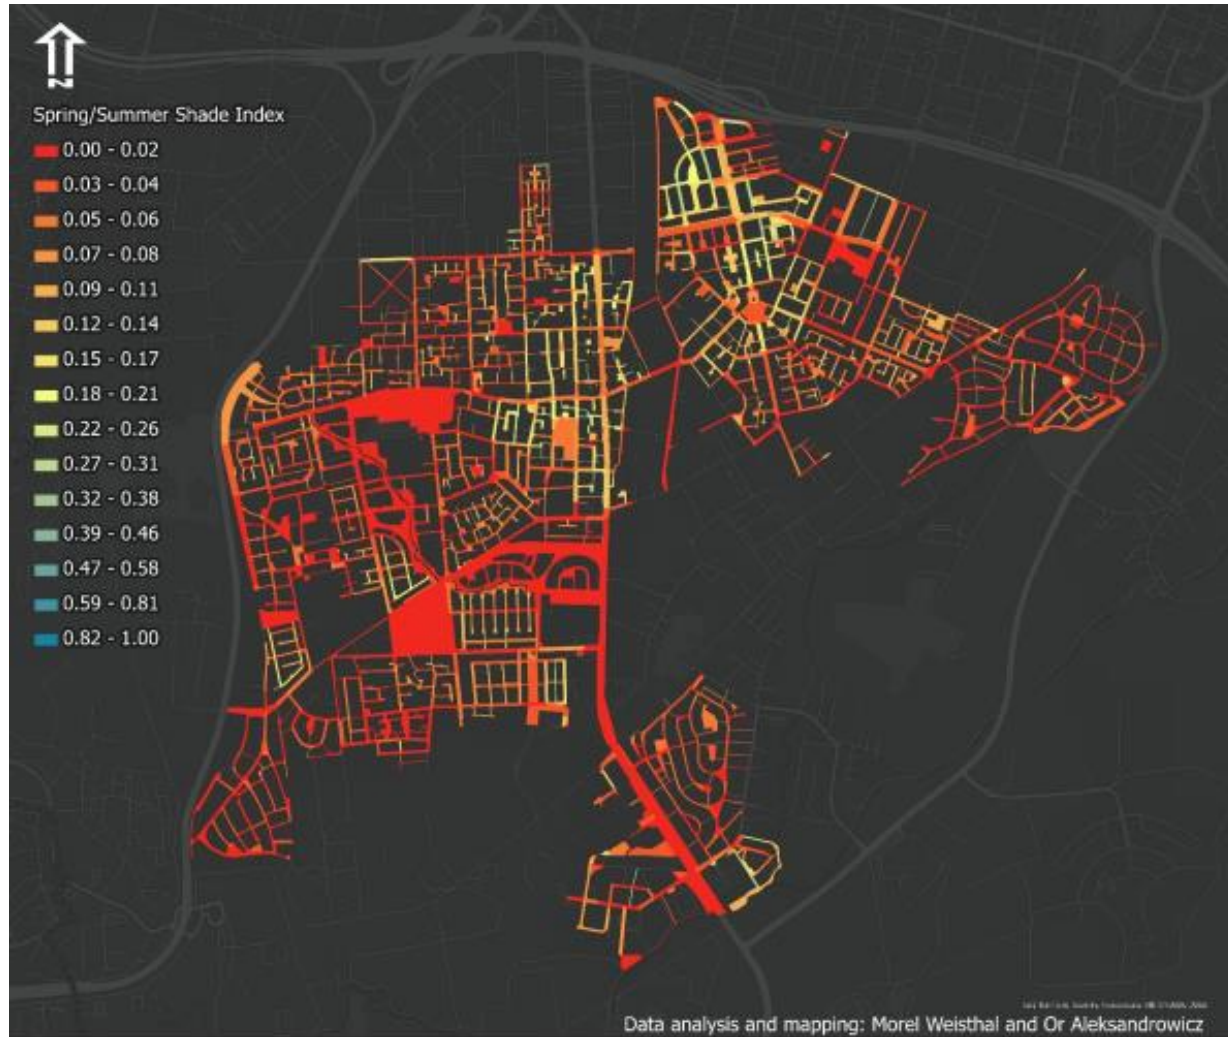 N
Spring/Summer Shade Index
0.00 - 0.02
0.03 - 0.04
0.05 - 0.06
0.07 - 0.08
0.09 - 0.11
0.12 - 0.14
0.15 - 0.17
0.18 - 0.21
0.22 - 0.26
0.27 - 0.31
0.32 - 0.38
0.39 - 0.46
0.47 - 0.58
0.59 - 0.81
0.82 - 1.00
Data analysis and mapping: Morel Weisthal and Or Aleksandrowicz